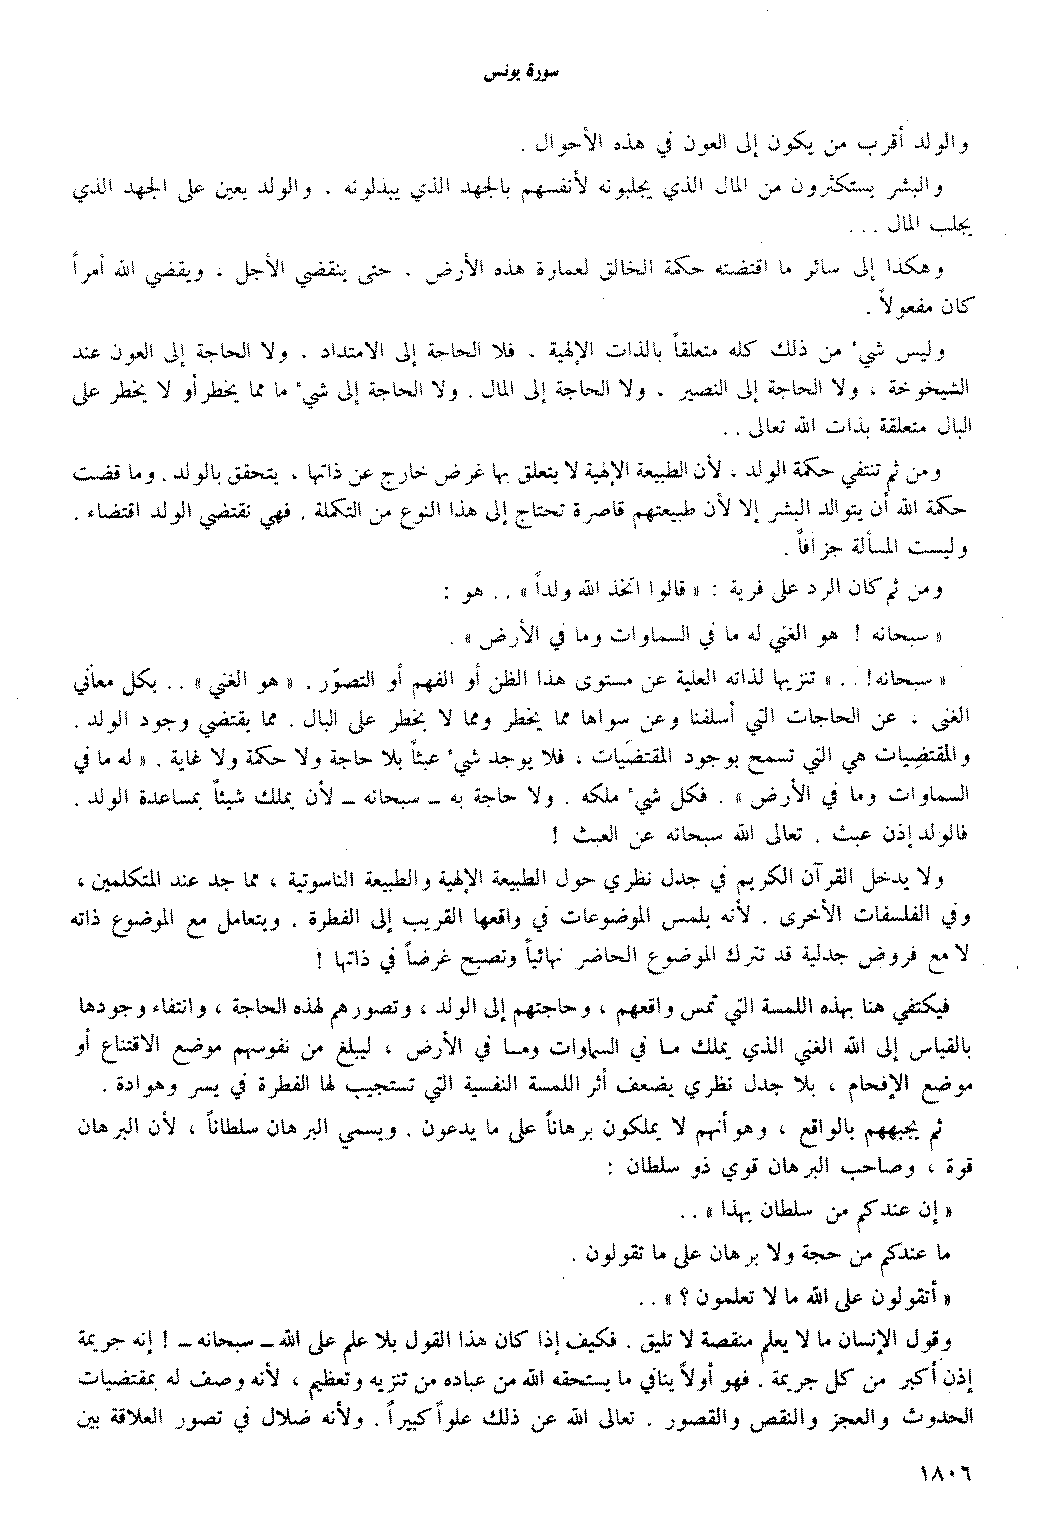 سورة يونس
والولد أقرب من يكون إلى العون في هذه الأحوال .
والبشر يستكثرون من المال الذي يجلبونه لأنفسهم بالجهد الذي يبذلونه . والولد يعين على الجهد الذي
يجلب المال . . .
وهكذا إلى سائر ما اقتضته حكمة الخالق لعمارة هذه الأرض . حتى ينقضي الأجل ، ويقضي الله أمراً
كان مفعولاً .
وليس شيء من ذلك كله متعلقاً بالذات الإلهية . فلا الحاجة إلى الامتداد . ولا الحاجة إلى العون عند
الشيخوخة ، ولا الحاجة إلى النصير . ولا الحاجة إلى المال . ولا الحاجة إلى شيء ما مما يخطر أو لا يخطر على
البال متعلقة بذات الله تعالى . .
ومن ثم تنتفي حكمة الولد ، لأن الطبيعة الإلهية لا يتعلق بها غرض خارج عن ذاتها ، يتحقق بالولد . وما قضت
حكمة الله أن يتوالد البشر إلا لأن طبيعتهم قاصرة تحتاج إلى هذا النوع من التكملة . فهي تقتضي الولد اقتضاء .
وليست المسألة جزافاً .
ومن ثم كان الرد على فرية : « قالوا اتخذ الله ولداً » . . هو :
« سبحانه ! هو الغني له ما في السماوات وما في الأرض » .
« سبحانه! . . » تنزيها لذاته العلية عن مستوى هذا الظن أو الفهم أو التصوّر . « هو الغني » . . بكل معاني
الغنى ، عن الحاجات التي أسلفنا وعن سواها مما يخطر ومما لا يخطر على البال . مما يقتضي وجود الولد .
والمقتضِيات هي التي تسمح بوجود المقتضَيات ، فلا يوجد شيء عبثاً بلا حاجة ولا حكمة ولا غاية . « له ما في
السماوات وما في الأرض » . فكل شيء ملكه . ولا حاجة به – سبحانه – لأن يملك شيئاً بمساعدة الولد .
فالولد إذن عبث . تعالى الله سبحانه عن العبث !
ولا يدخل القرآن الكريم في جدل نظري حول الطبيعة الإلهية والطبيعة الناسوتية ، مما جد عند المتكلمين ،
وفي الفلسفات الأخرى . لأنه يلمس الموضوعات في واقعها القريب إلى الفطرة . ويتعامل مع الموضوع ذاته
لا مع فروض جدلية قد تترك الموضوع الحاضر نهائياً وتصبح غرضاً في ذاتها !
فيكتفي هنا بهذه اللمسة التي تمس واقعهم ، وحاجتهم إلى الولد ، وتصورهم لهذه الحاجة ، وانتفاء وجودها
بالقياس إلى الله الغني الذي يملك ما في السماوات وما في الأرض ، ليبلغ من نفوسهم موضع الاقتناع أو
موضع الإفحام ، بلا جدل نظري يضعف أثر اللمسة النفسية التي تستجيب لها الفطرة في يسر وهوادة .
ثم يجبههم بالواقع ، وهو أنهم لا يملكون برهاناً على ما يدعون . ويسمي البرهان سلطاناً ، لأن البرهان
قوة ، وصاحب البرهان قوي ذو سلطان :
« إن عندكم من سلطان بهذا » . .
ما عندكم من حجة ولا برهان على ما تقولون .
« أتقولون على الله ما لا تعلمون ؟ » . .
وقول الإنسان ما لا يعلم منقصة لا تليق . فكيف إذا كان هذا القول بلا علم على الله – سبحانه – ! إنه جريمة
إذن أكبر من كل جريمة . فهو أولاً ينافي ما يستحقه الله من عباده من تنزيه وتعظيم ، لأنه وصف له بمقتضيات
الحدوث والعجز والنقص والقصور . تعالى الله عن ذلك علواً كبيراً . ولأنه ضلال في تصور العلاقة بين
١٨٠٦